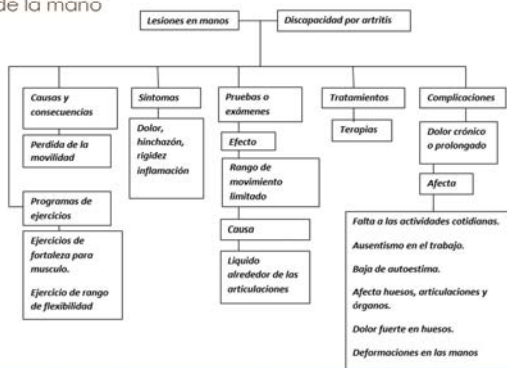 de la mano
Lesiones en manos
Discapacidad por artritis
Causas y
consecuencias
Perdida de la
movilidad
Programas de
ejercicios
Ejercicios de
fortaleza para
musculo.
Ejercicio de rango
de flexibilidad
Síntomas
Dolor,
hinchazón,
rigidez
inflamación
Pruebas o
exámenes
Efecto
Rango de
movimiento
limitado
Causa
Liquido
alrededor de las
articulaciones
Tratamientos
Terapias
Complicaciones
Dolor crónico
o prolongado
Afecta
Falta a las actividades cotidianas.
Ausentismo en el trabajo.
Baja de autoestima.
Afecta huesos, articulaciones y
órganos.
Dolor fuerte en huesos.
Deformaciones en las manos